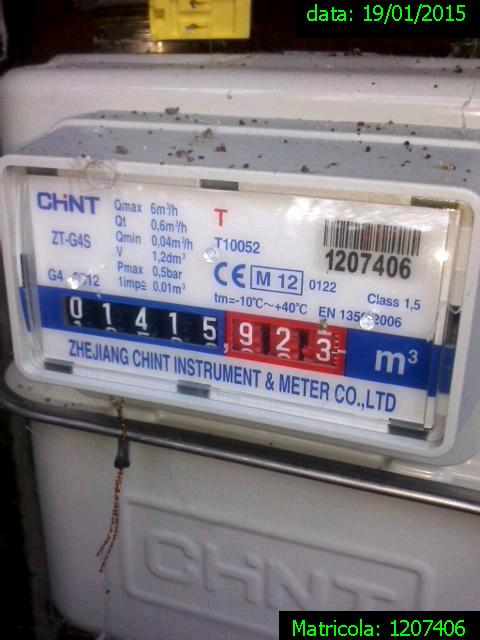 data: 19/01/2015
CHNT
ZT-G4S
G4
Qmax 6m³/h
Qt 0,6m³/h
Qmin 0,04m³/h
V 1,2dm³
Pmax 0,5bar
1imp≙ 0,01m³
T
T10052
CE M 12 0122
tm=-10°C~+40°C
1207406
Class 1,5
EN 2006
01415,923 m³
ZHEJIANG CHINT INSTRUMENT & METER CO.,LTD
CHNT
Matricola: 1207406